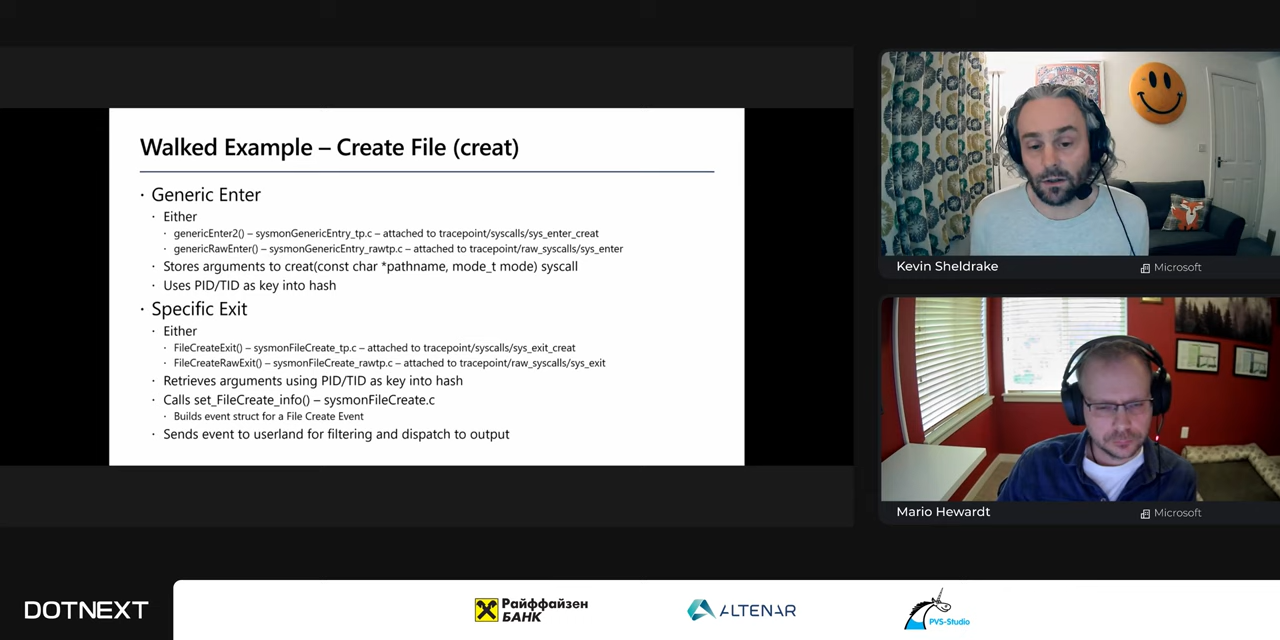 Walked Example – Create File (creat)
· Generic Enter
· Either
· genericEnter2() – sysmonGenericEntry_tp.c – attached to tracepoint/syscalls/sys_enter_creat
· genericRawEnter() – sysmonGenericEntry_rawtp.c – attached to tracepoint/raw_syscalls/sys_enter
· Stores arguments to creat(const char *pathname, mode_t mode) syscall
· Uses PID/TID as key into hash
· Specific Exit
· Either
· FileCreateExit() – sysmonFileCreate_tp.c – attached to tracepoint/syscalls/sys_exit_creat
· FileCreateRawExit() – sysmonFileCreate_rawtp.c – attached to tracepoint/raw_syscalls/sys_exit
· Retrieves arguments using PID/TID as key into hash
· Calls set_FileCreate_info() – sysmonFileCreate.c
· Builds event struct for a File Create Event
· Sends event to userland for filtering and dispatch to output
Kevin Sheldrake
Microsoft
Mario Hewardt
Microsoft
DOTNEXT
Райффайзен
БАНК
ALTENAR
PVS-Studio